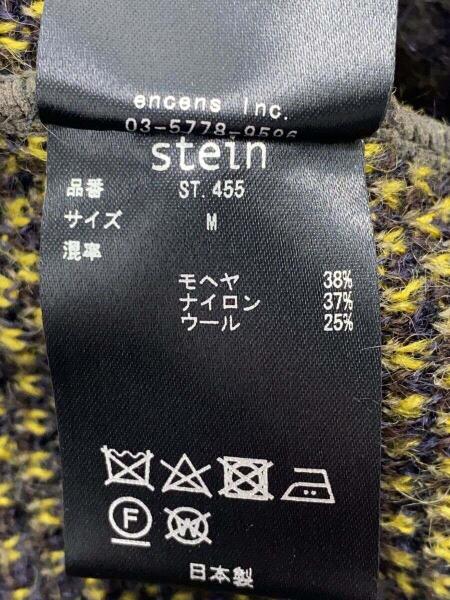 encens inc.
03-5778-9586
stein
品番 ST.455
サイズ M
混率
モヘヤ 38%
ナイロン 37%
ウール 25%
F
W
日本製